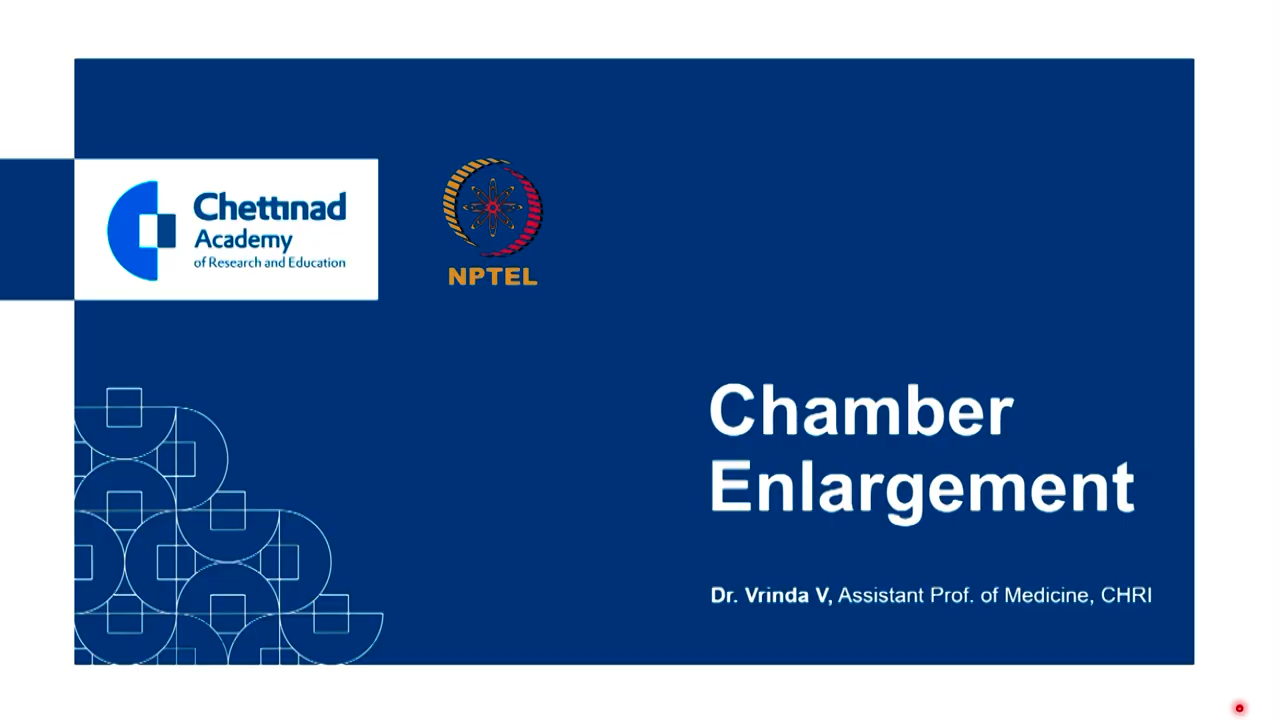 Chettinad
Academy
of Research and Education
NPTEL
Chamber
Enlargement
Dr. Vrinda V, Assistant Prof. of Medicine, CHRI